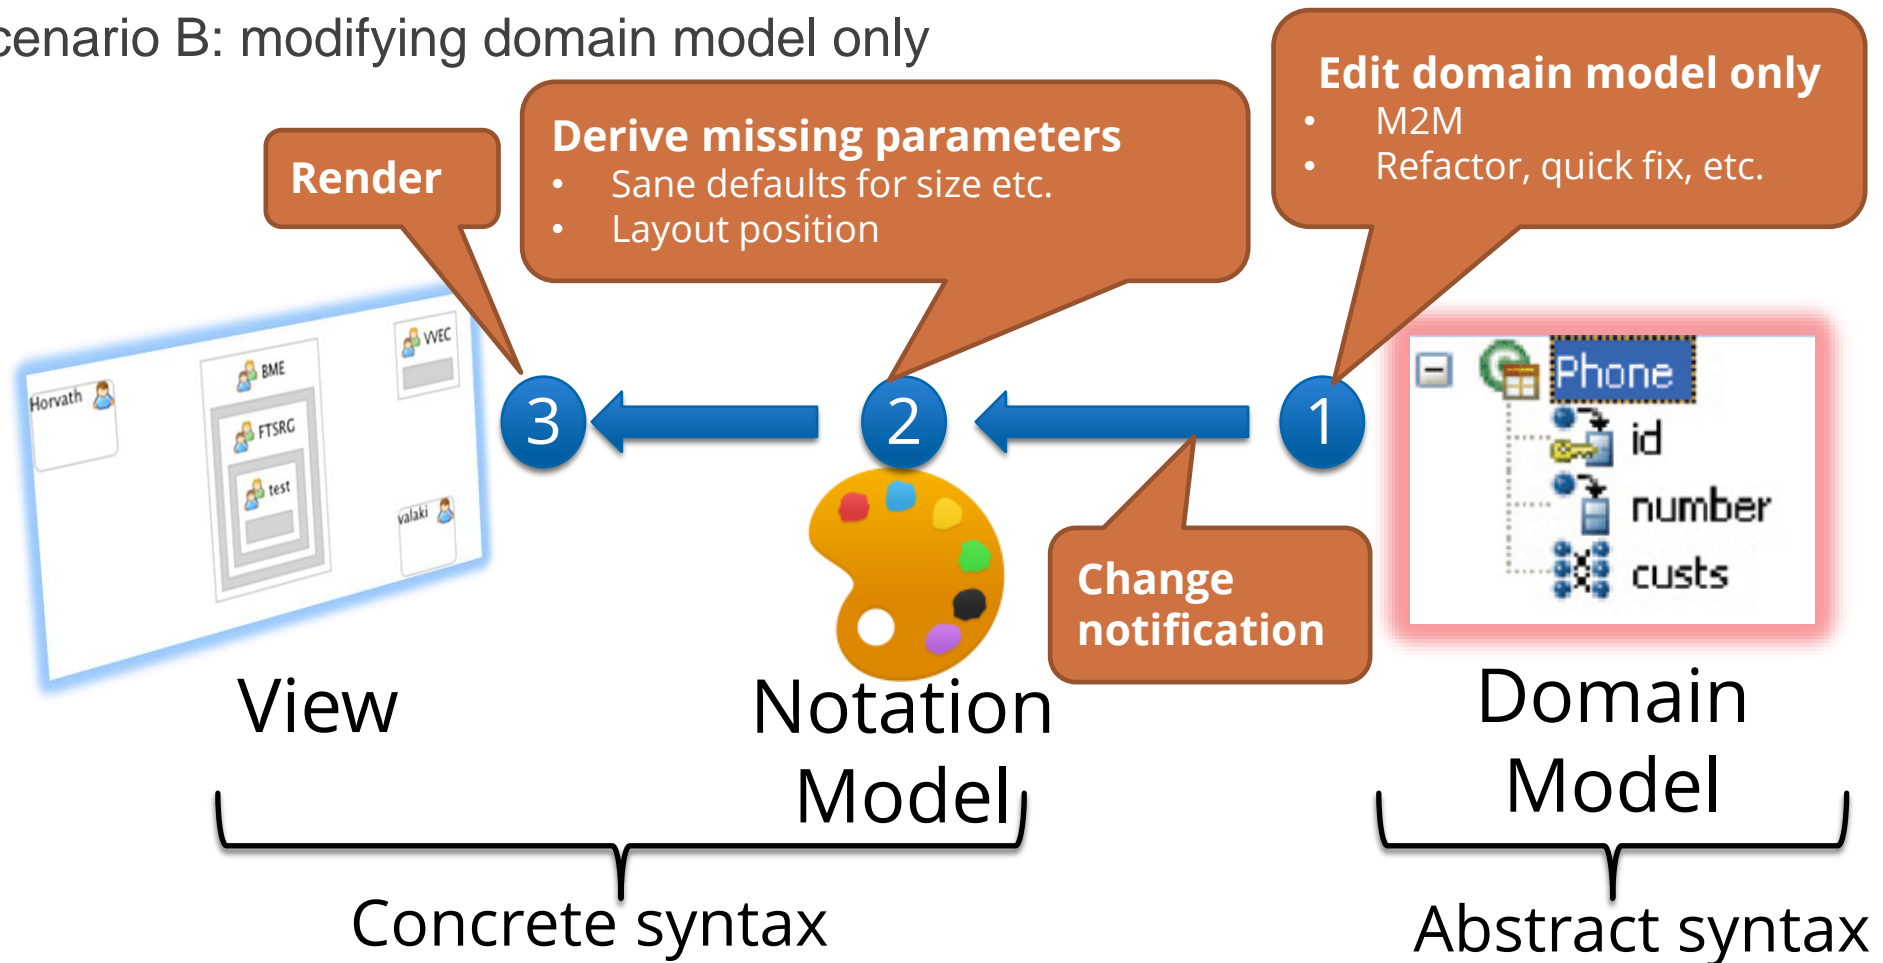 cenario B: modifying domain model only
Edit domain model only
• M2M
• Refactor, quick fix, etc.
Derive missing parameters
• Sane defaults for size etc.
• Layout position
Render
Horvath
BME
FTSRG
test
VVEC
valaki
3
2
1
Phone
id
number
custs
Change
notification
View
Notation
Model
Domain
Model
Concrete syntax
Abstract syntax